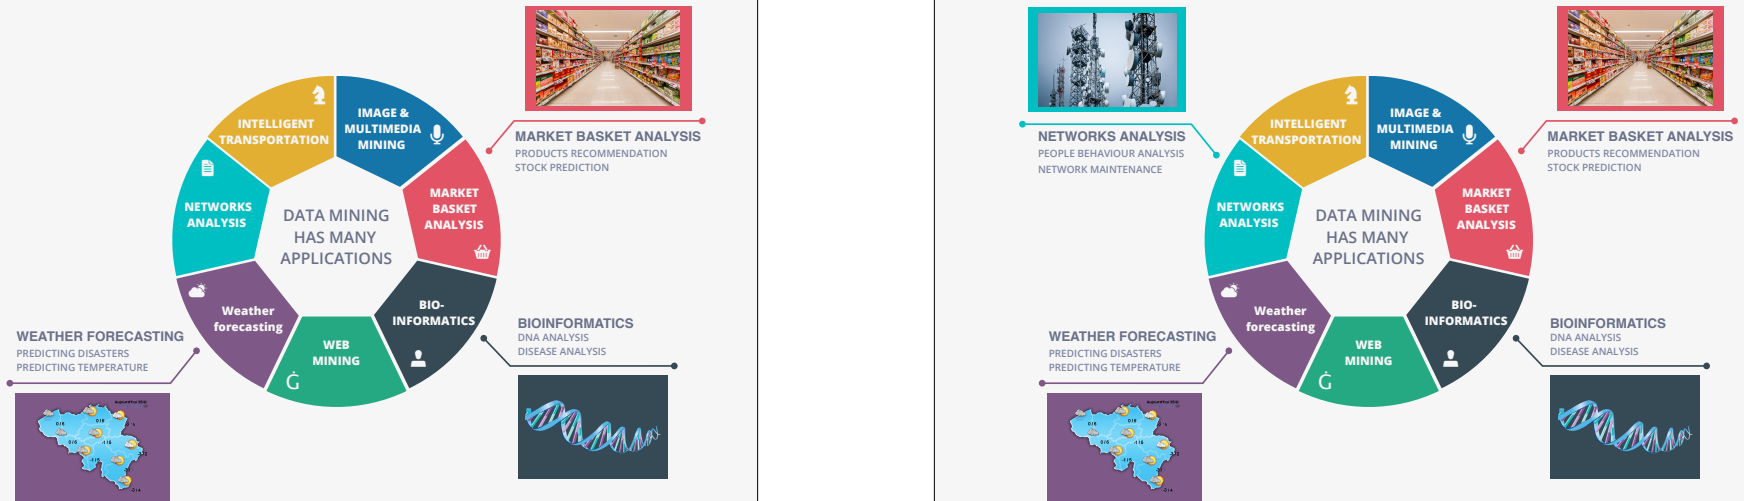 INTELLIGENT
TRANSPORTATION
IMAGE &
MULTIMEDIA
MINING
MARKET BASKET ANALYSIS
PRODUCTS RECOMMENDATION
STOCK PREDICTION
NETWORKS
ANALYSIS
MARKET
BASKET
ANALYSIS
DATA MINING
HAS MANY
APPLICATIONS
Weather
forecasting
BIO-
INFORMATICS
WEB
MINING
WEATHER FORECASTING
PREDICTING DISASTERS
PREDICTING TEMPERATURE
BIOINFORMATICS
DNA ANALYSIS
DISEASE ANALYSIS
NETWORKS ANALYSIS
PEOPLE BEHAVIOUR ANALYSIS
NETWORK MAINTENANCE
INTELLIGENT
TRANSPORTATION
IMAGE &
MULTIMEDIA
MINING
MARKET BASKET ANALYSIS
PRODUCTS RECOMMENDATION
STOCK PREDICTION
NETWORKS
ANALYSIS
MARKET
BASKET
ANALYSIS
DATA MINING
HAS MANY
APPLICATIONS
Weather
forecasting
BIO-
INFORMATICS
WEB
MINING
WEATHER FORECASTING
PREDICTING DISASTERS
PREDICTING TEMPERATURE
BIOINFORMATICS
DNA ANALYSIS
DISEASE ANALYSIS